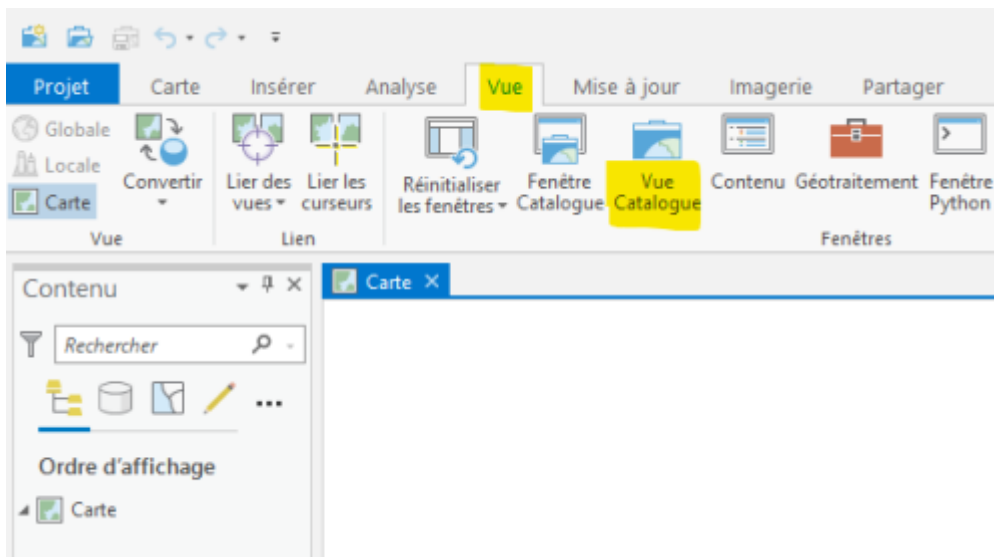 Projet Carte Insérer Analyse Vue Mise à jour Imagerie Partager
Globale
Locale
Carte
Convertir
Lier des
vues
Lier les
curseurs
Réinitialiser
les fenêtres
Fenêtre
Catalogue
Vue
Catalogue
Contenu
Géotraitement
Fenêtre
Python
Vue Lien Fenêtres
Contenu
Carte
Rechercher
Ordre d'affichage
Carte